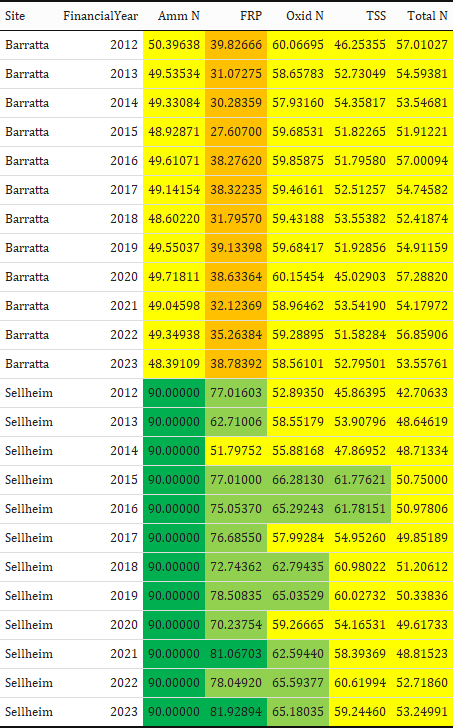 Site FinancialYear Amm N FRP Oxid N TSS Total N
Barratta 2012 50.39638 39.82666 60.06695 46.25355 57.01027
Barratta 2013 49.53534 31.07275 58.65783 52.73049 54.59381
Barratta 2014 49.33084 30.28359 57.93160 54.35817 53.54681
Barratta 2015 48.92871 27.60700 59.68531 51.82265 51.91221
Barratta 2016 49.61071 38.27620 59.85875 51.79580 57.00094
Barratta 2017 49.14154 38.32235 59.46161 52.51257 54.74582
Barratta 2018 48.60220 31.79570 59.43188 53.55382 52.41874
Barratta 2019 49.55037 39.13398 59.68417 51.92856 54.91159
Barratta 2020 49.71811 38.63364 60.15454 45.02903 57.28820
Barratta 2021 49.04598 32.12369 58.96462 53.54190 54.17972
Barratta 2022 49.34938 35.26384 59.28895 51.58284 56.85906
Barratta 2023 48.39109 38.78392 58.56101 52.79501 53.55761
Sellheim 2012 90.00000 77.01603 52.89350 45.86395 42.70633
Sellheim 2013 90.00000 62.71006 58.55179 53.90796 48.64619
Sellheim 2014 90.00000 51.79752 55.88168 47.86952 48.71334
Sellheim 2015 90.00000 77.01000 66.28130 61.77621 50.75000
Sellheim 2016 90.00000 75.05370 65.29243 61.78151 50.97806
Sellheim 2017 90.00000 76.68550 57.99284 54.95260 49.85189
Sellheim 2018 90.00000 72.74362 62.79435 60.98022 51.20612
Sellheim 2019 90.00000 78.50835 65.03529 60.02732 50.33836
Sellheim 2020 90.00000 70.23754 59.26665 54.16531 49.61733
Sellheim 2021 90.00000 81.06703 62.59440 58.39369 48.81523
Sellheim 2022 90.00000 78.04920 65.59377 60.61994 52.71860
Sellheim 2023 90.00000 81.92894 65.18035 59.24460 53.24991